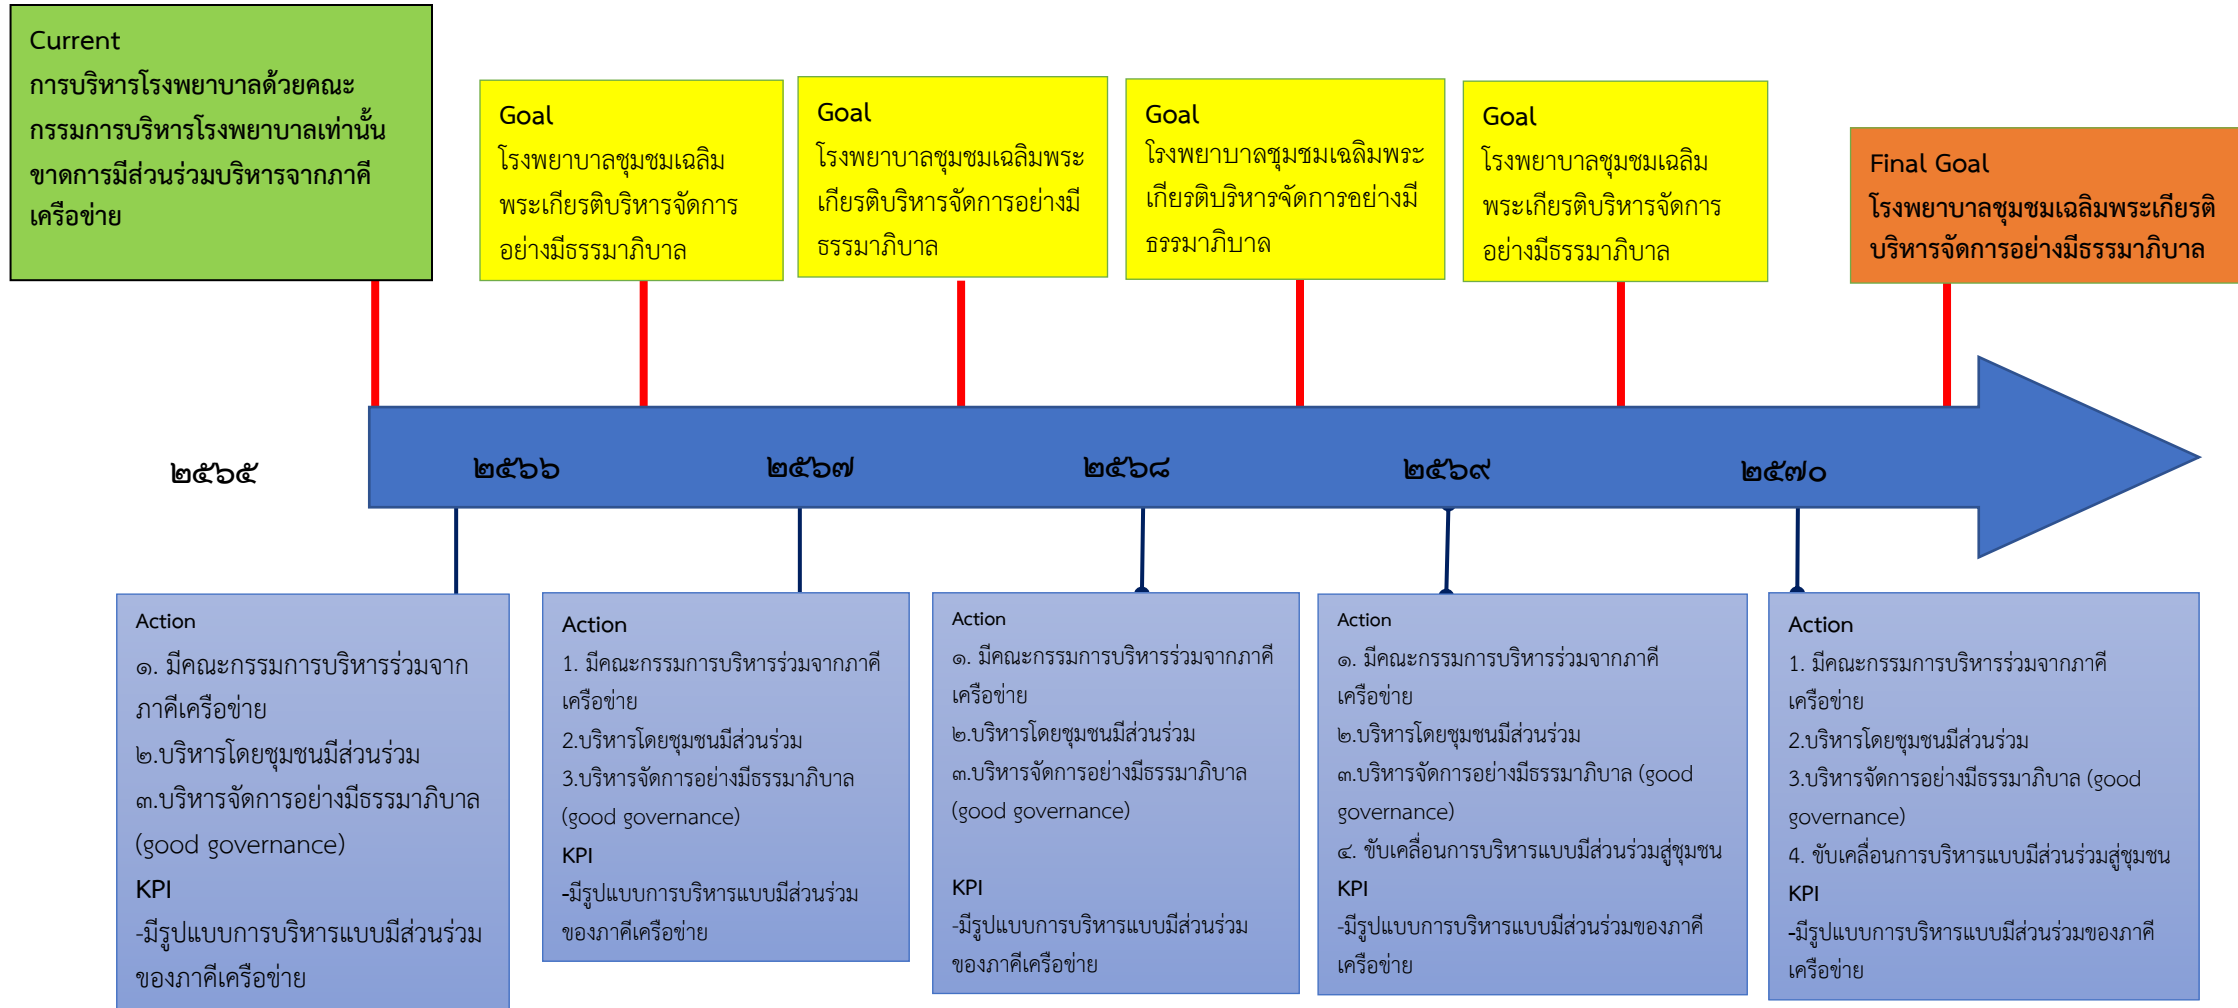 Current
การบริหารโรงพยาบาลด้วยคณะ
กรรมการบริหารโรงพยาบาลเท่านั้น
ขาดการมีส่วนร่วมบริหารจากภาคี
เครือข่าย
Goal
โรงพยาบาลชุมชมเฉลิม
พระเกียรติบริหารจัดการ
อย่างมีธรรมาภิบาล
Goal
โรงพยาบาลชุมชมเฉลิมพระ
เกียรติบริหารจัดการอย่างมี
ธรรมาภิบาล
Goal
โรงพยาบาลชุมชมเฉลิมพระ
เกียรติบริหารจัดการอย่างมี
ธรรมาภิบาล
Goal
โรงพยาบาลชุมชมเฉลิม
พระเกียรติบริหารจัดการ
อย่างมีธรรมาภิบาล
Final Goal
โรงพยาบาลชุมชมเฉลิมพระเกียรติ
บริหารจัดการอย่างมีธรรมาภิบาล
๒๕๖๕
๒๕๖๖
๒๕๖๗
๒๕๖๘
๒๕๖๙
๒๕๗๐
Action
๑. มีคณะกรรมการบริหารร่วมจาก
ภาคีเครือข่าย
๒.บริหารโดยชุมชนมีส่วนร่วม
๓.บริหารจัดการอย่างมีธรรมาภิบาล
(good governance)
KPI
-มีรูปแบบการบริหารแบบมีส่วนร่วม
ของภาคีเครือข่าย
Action
1. มีคณะกรรมการบริหารร่วมจากภาคี
เครือข่าย
2.บริหารโดยชุมชนมีส่วนร่วม
3.บริหารจัดการอย่างมีธรรมาภิบาล
(good governance)
KPI
-มีรูปแบบการบริหารแบบมีส่วนร่วม
ของภาคีเครือข่าย
Action
๑. มีคณะกรรมการบริหารร่วมจากภาคี
เครือข่าย
๒.บริหารโดยชุมชนมีส่วนร่วม
๓.บริหารจัดการอย่างมีธรรมาภิบาล
(good governance)
KPI
-มีรูปแบบการบริหารแบบมีส่วนร่วม
ของภาคีเครือข่าย
Action
๑. มีคณะกรรมการบริหารร่วมจากภาคี
เครือข่าย
๒.บริหารโดยชุมชนมีส่วนร่วม
๓.บริหารจัดการอย่างมีธรรมาภิบาล (good
governance)
๔. ขับเคลื่อนการบริหารแบบมีส่วนร่วมสู่ชุมชน
KPI
-มีรูปแบบการบริหารแบบมีส่วนร่วมของภาคี
เครือข่าย
Action
1. มีคณะกรรมการบริหารร่วมจากภาคี
เครือข่าย
2.บริหารโดยชุมชนมีส่วนร่วม
3.บริหารจัดการอย่างมีธรรมาภิบาล (good
governance)
4. ขับเคลื่อนการบริหารแบบมีส่วนร่วมสู่ชุมชน
KPI
-มีรูปแบบการบริหารแบบมีส่วนร่วมของภาคี
เครือข่าย